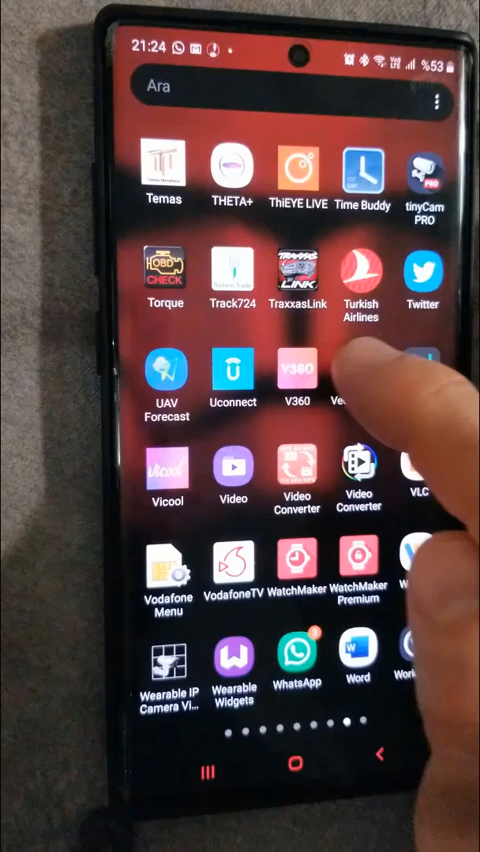 21:24
VoLTE
%53
Ara
Temas
THETA+
ThiEYE LIVE
Time Buddy
tinyCam
PRO
PRO
OBD
CHECK
TRAXXAS
LINK
Torque
Track724
TraxxasLink
Turkish
Airlines
Twitter
V360
UAV
Forecast
Uconnect
V360
Vicool
Vicool
Video
Video
Converter
Video
Converter
VLC
Vodafone
Menu
VodafoneTV
WatchMaker
WatchMaker
Premium
3
Wearable IP
Camera Vi...
Wearable
Widgets
WhatsApp
Word